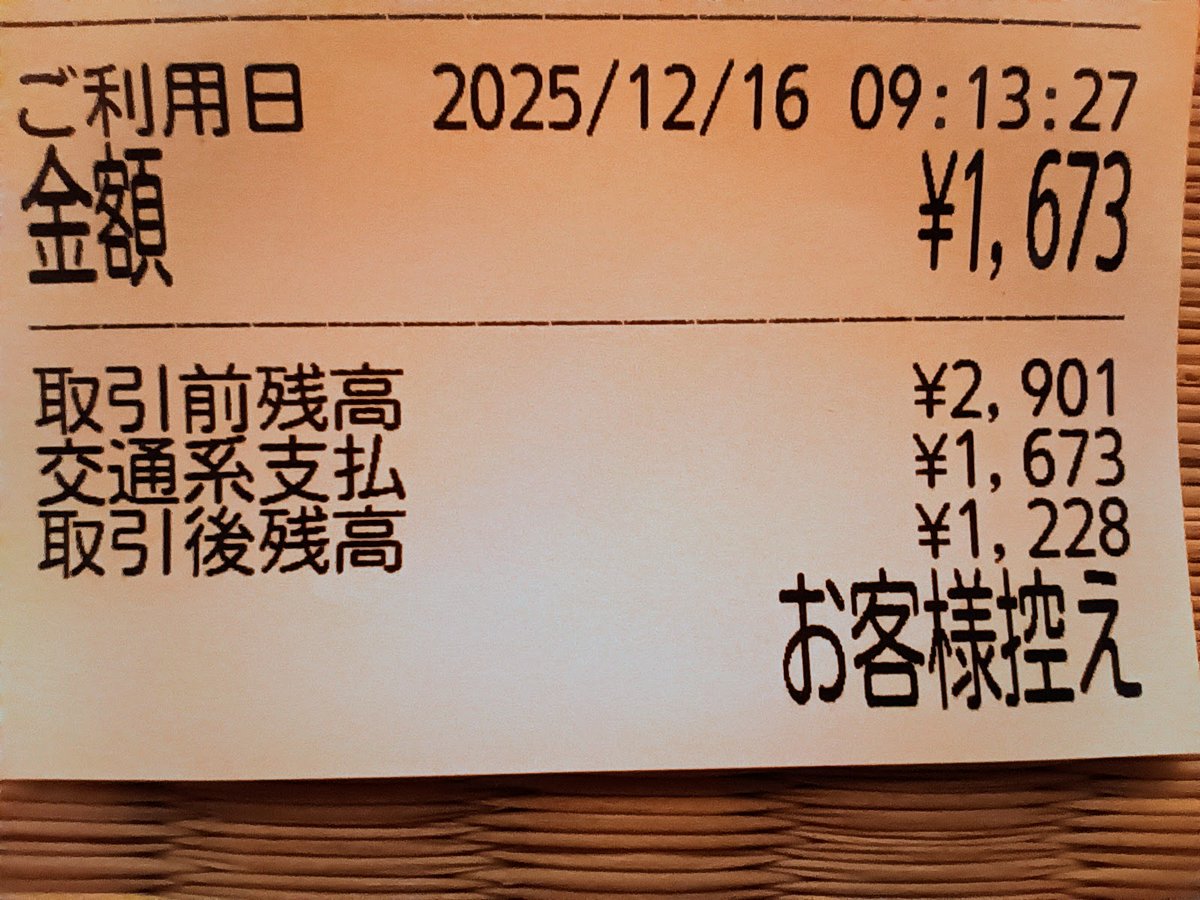 ご利用日 2025/12/16 09:13:27
金額 ¥1,673
取引前残高 ¥2,901
交通系支払 ¥1,673
取引後残高 ¥1,228
お客様控え